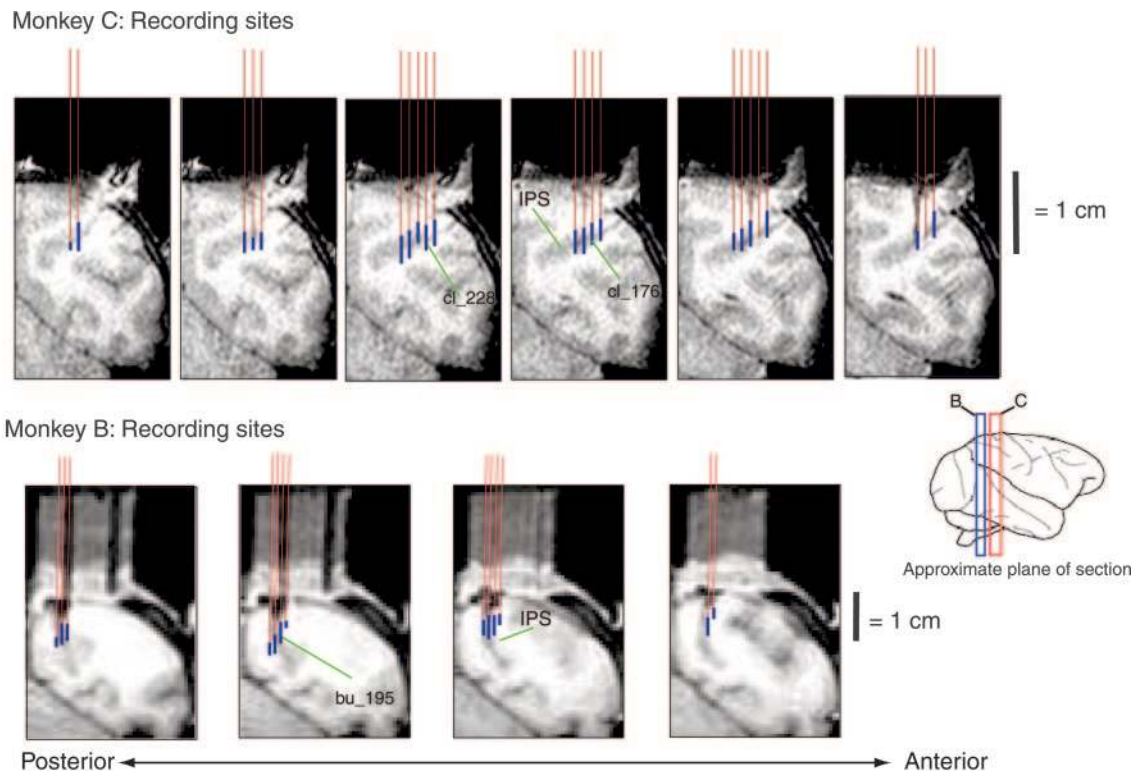 Monkey C: Recording sites
IPS
= 1 cm
cl_228
cl_176
B
C
Monkey B: Recording sites
Approximate plane of section
IPS
= 1 cm
bu_195
Posterior
Anterior